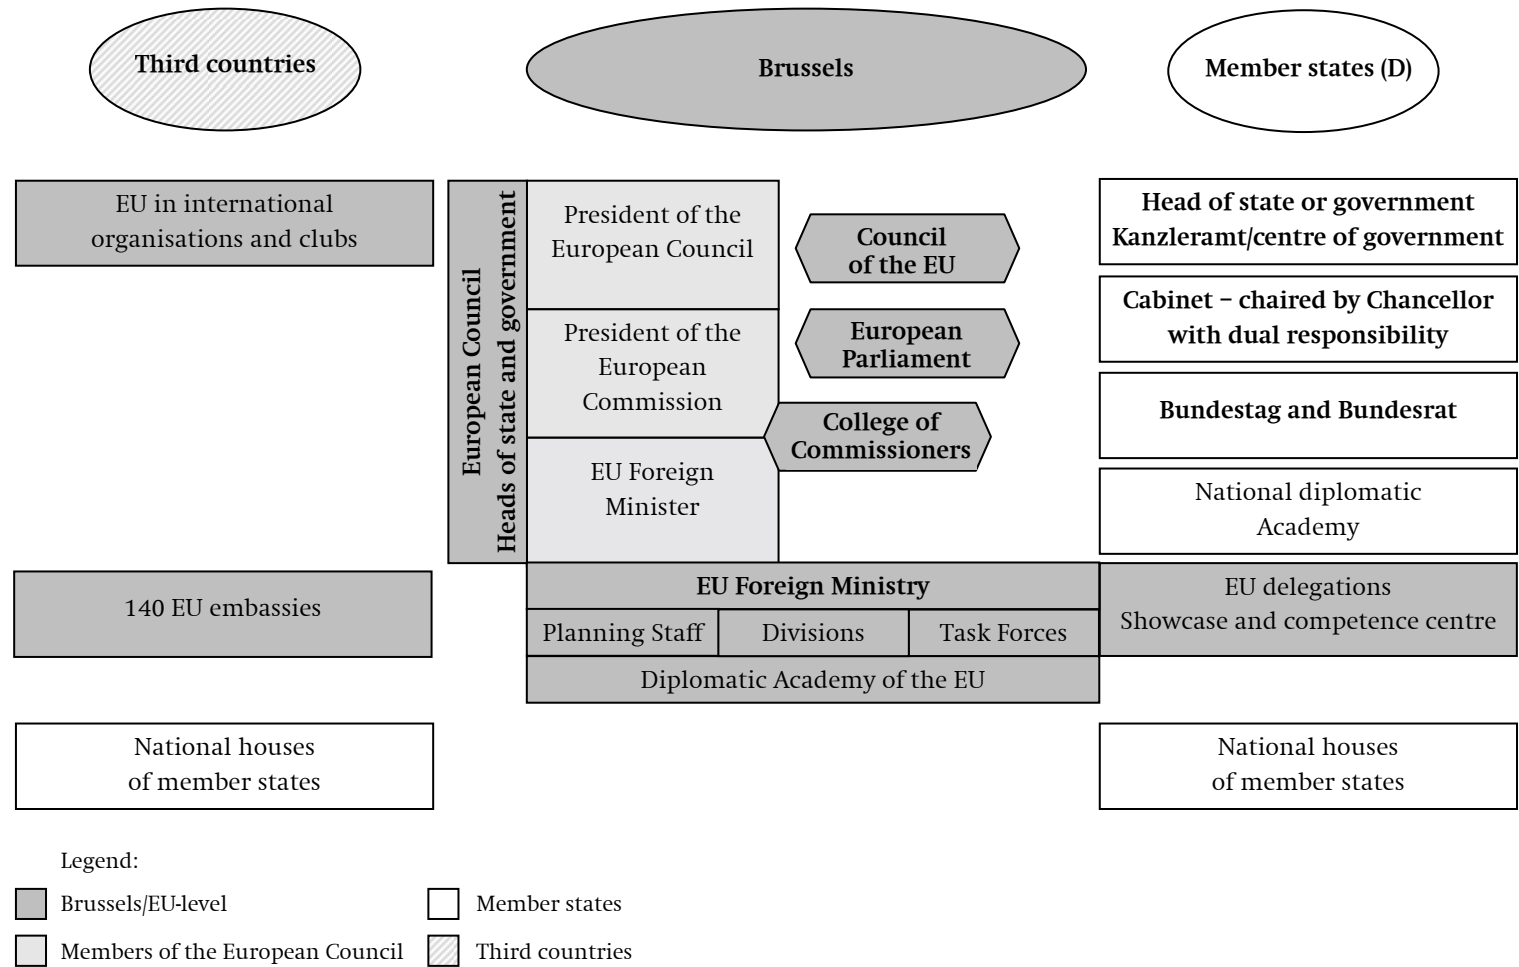 Third countries
Brussels
Member states (D)
EU in international
organisations and clubs
140 EU embassies
National houses
of member states
European Council
Heads of state and government
President of the
European Council
President of the
European
Commission
EU Foreign
Minister
Council
of the EU
European
Parliament
College of
Commissioners
EU Foreign Ministry
Planning Staff
Divisions
Task Forces
Diplomatic Academy of the EU
Head of state or government
Kanzleramt/centre of government
Cabinet – chaired by Chancellor
with dual responsibility
Bundestag and Bundesrat
National diplomatic
Academy
EU delegations
Showcase and competence centre
National houses
of member states
Legend:
Brussels/EU-level
Members of the European Council
Member states
Third countries